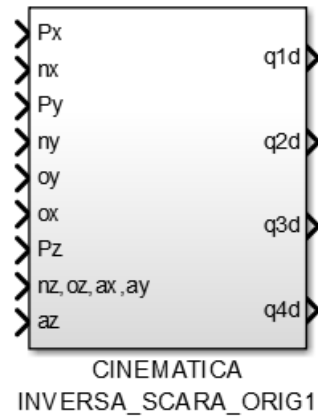 Px
nx
Py
ny
oy
ox
Pz
nz,oz,ax,ay
az
q1d
q2d
q3d
q4d
CINEMATICA
INVERSA_SCARA_ORIG1